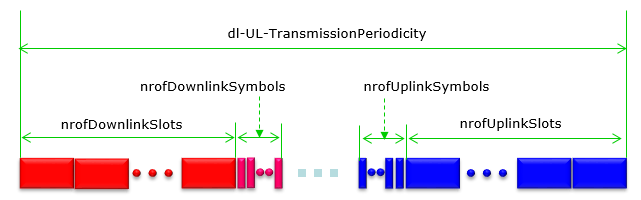 dl-UL-TransmissionPeriodicity
nrofDownlinkSymbols
nrofUplinkSymbols
nrofDownlinkSlots
nrofUplinkSlots